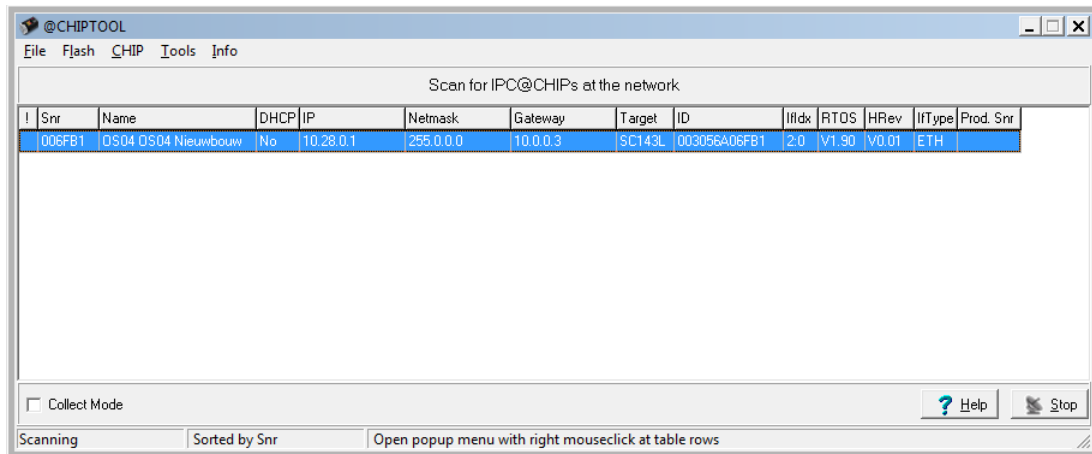 @CHIPTOOL
File Flash CHIP Tools Info
Scan for IPC@CHIPs at the network
! Snr Name DHCP IP Netmask Gateway Target ID IfIdx RTOS HRev IfType Prod. Snr
006FB1 OS04 OS04 Nieuwbouw No 10.28.0.1 255.0.0.0 10.0.0.3 SC143L 003056A06FB1 2:0 V1.90 V0.01 ETH
Collect Mode ? Help Stop
Scanning Sorted by Snr Open popup menu with right mouseclick at table rows